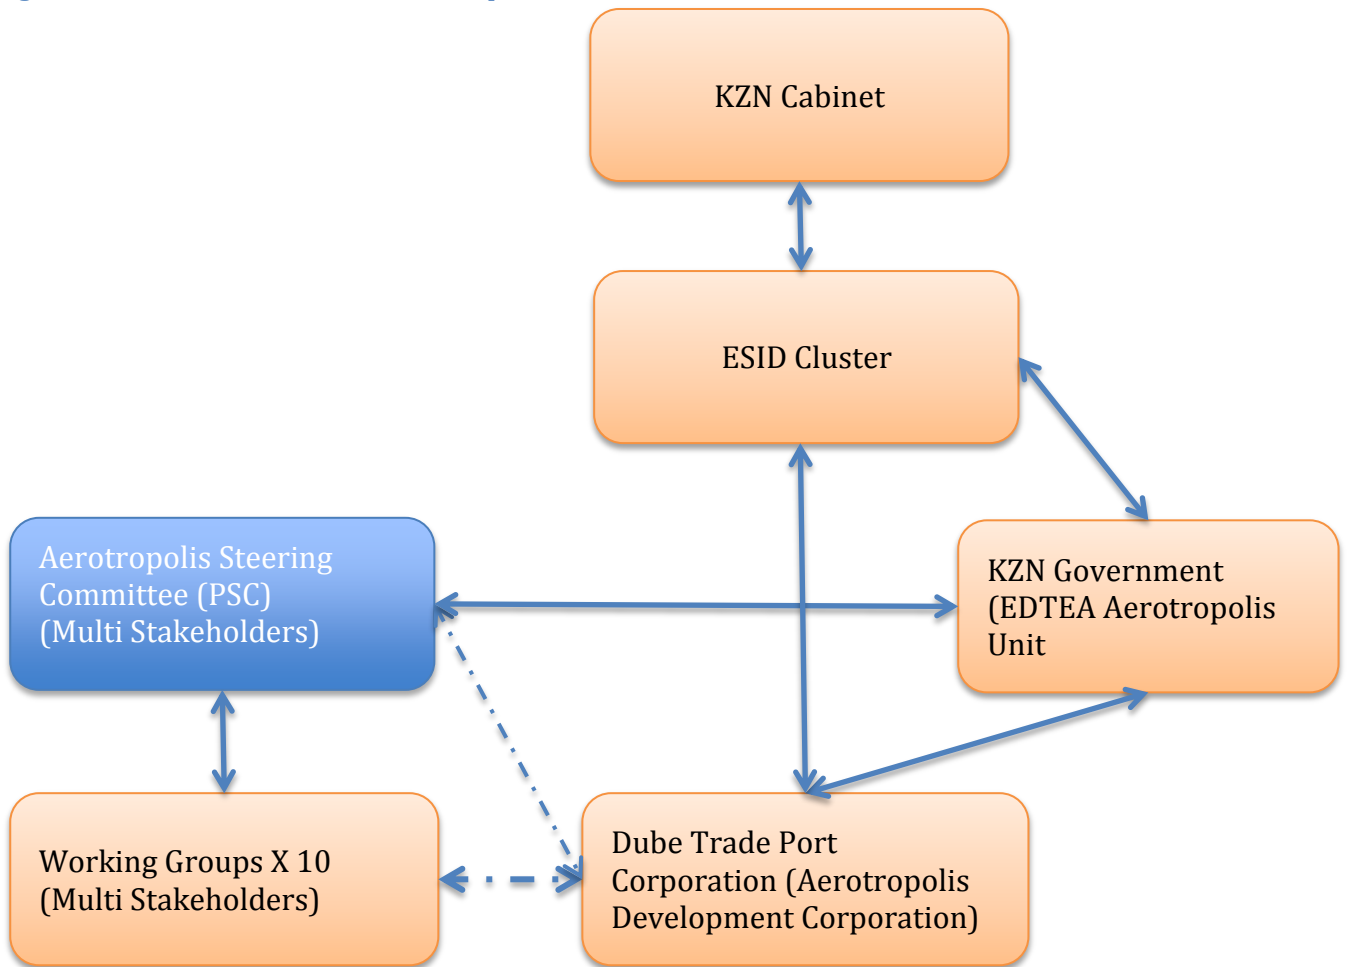 KZN Cabinet
ESID Cluster
Aerotropolis Steering
Committee (PSC)
(Multi Stakeholders)
KZN Government
(EDTEA Aerotropolis
Unit
Working Groups X 10
(Multi Stakeholders)
Dube Trade Port
Corporation (Aerotropolis
Development Corporation)